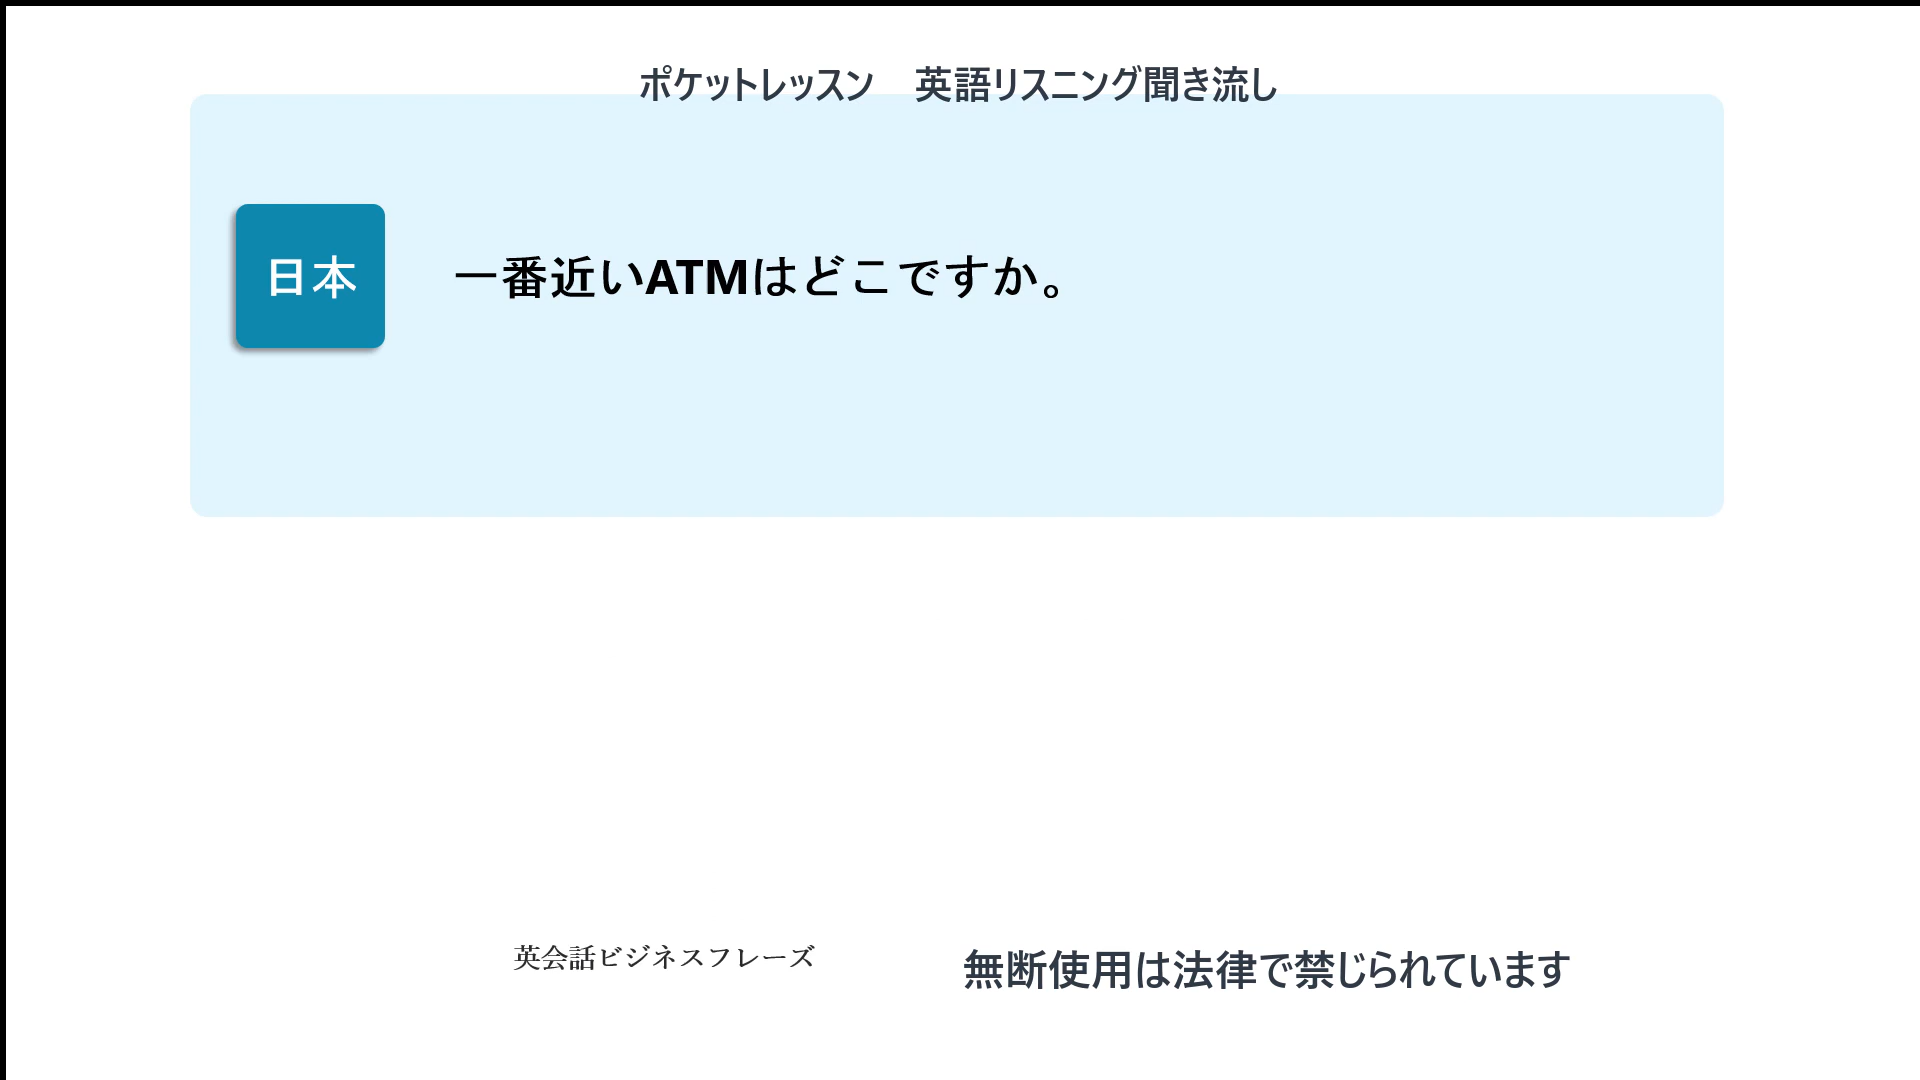 ポケットレッスン　英語リスニング聞き流し
日本
一番近いATMはどこですか。
英会話ビジネスフレーズ
無断使用は法律で禁じられています